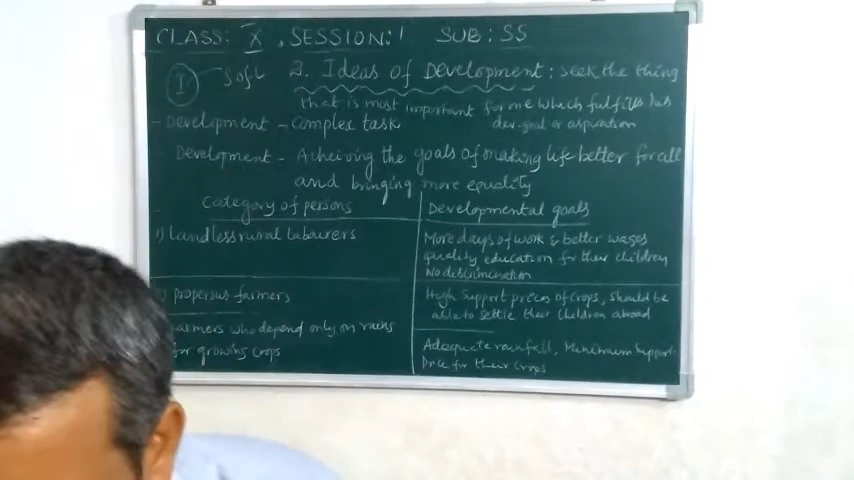 CLASS: X, SESSION: 1 SUB: SS
I Soft 2. Ideas of Development: Seek the thing
that is most important for one which fulfills his
dev. goal or aspiration
- Development - Complex task
Development - Acheiving the goals of making life better for all
and bringing more equality
Category of persons Developmental goals
1) Landless rural labourers
More days of work & better wages
quality education for their children
No discrimination
) properous farmers
High Support prices of crops, should be
able to settle their children abroad
farmers who depend only on rains
for growing crops
Adequate rainfall, Minimum Support
price for their crops